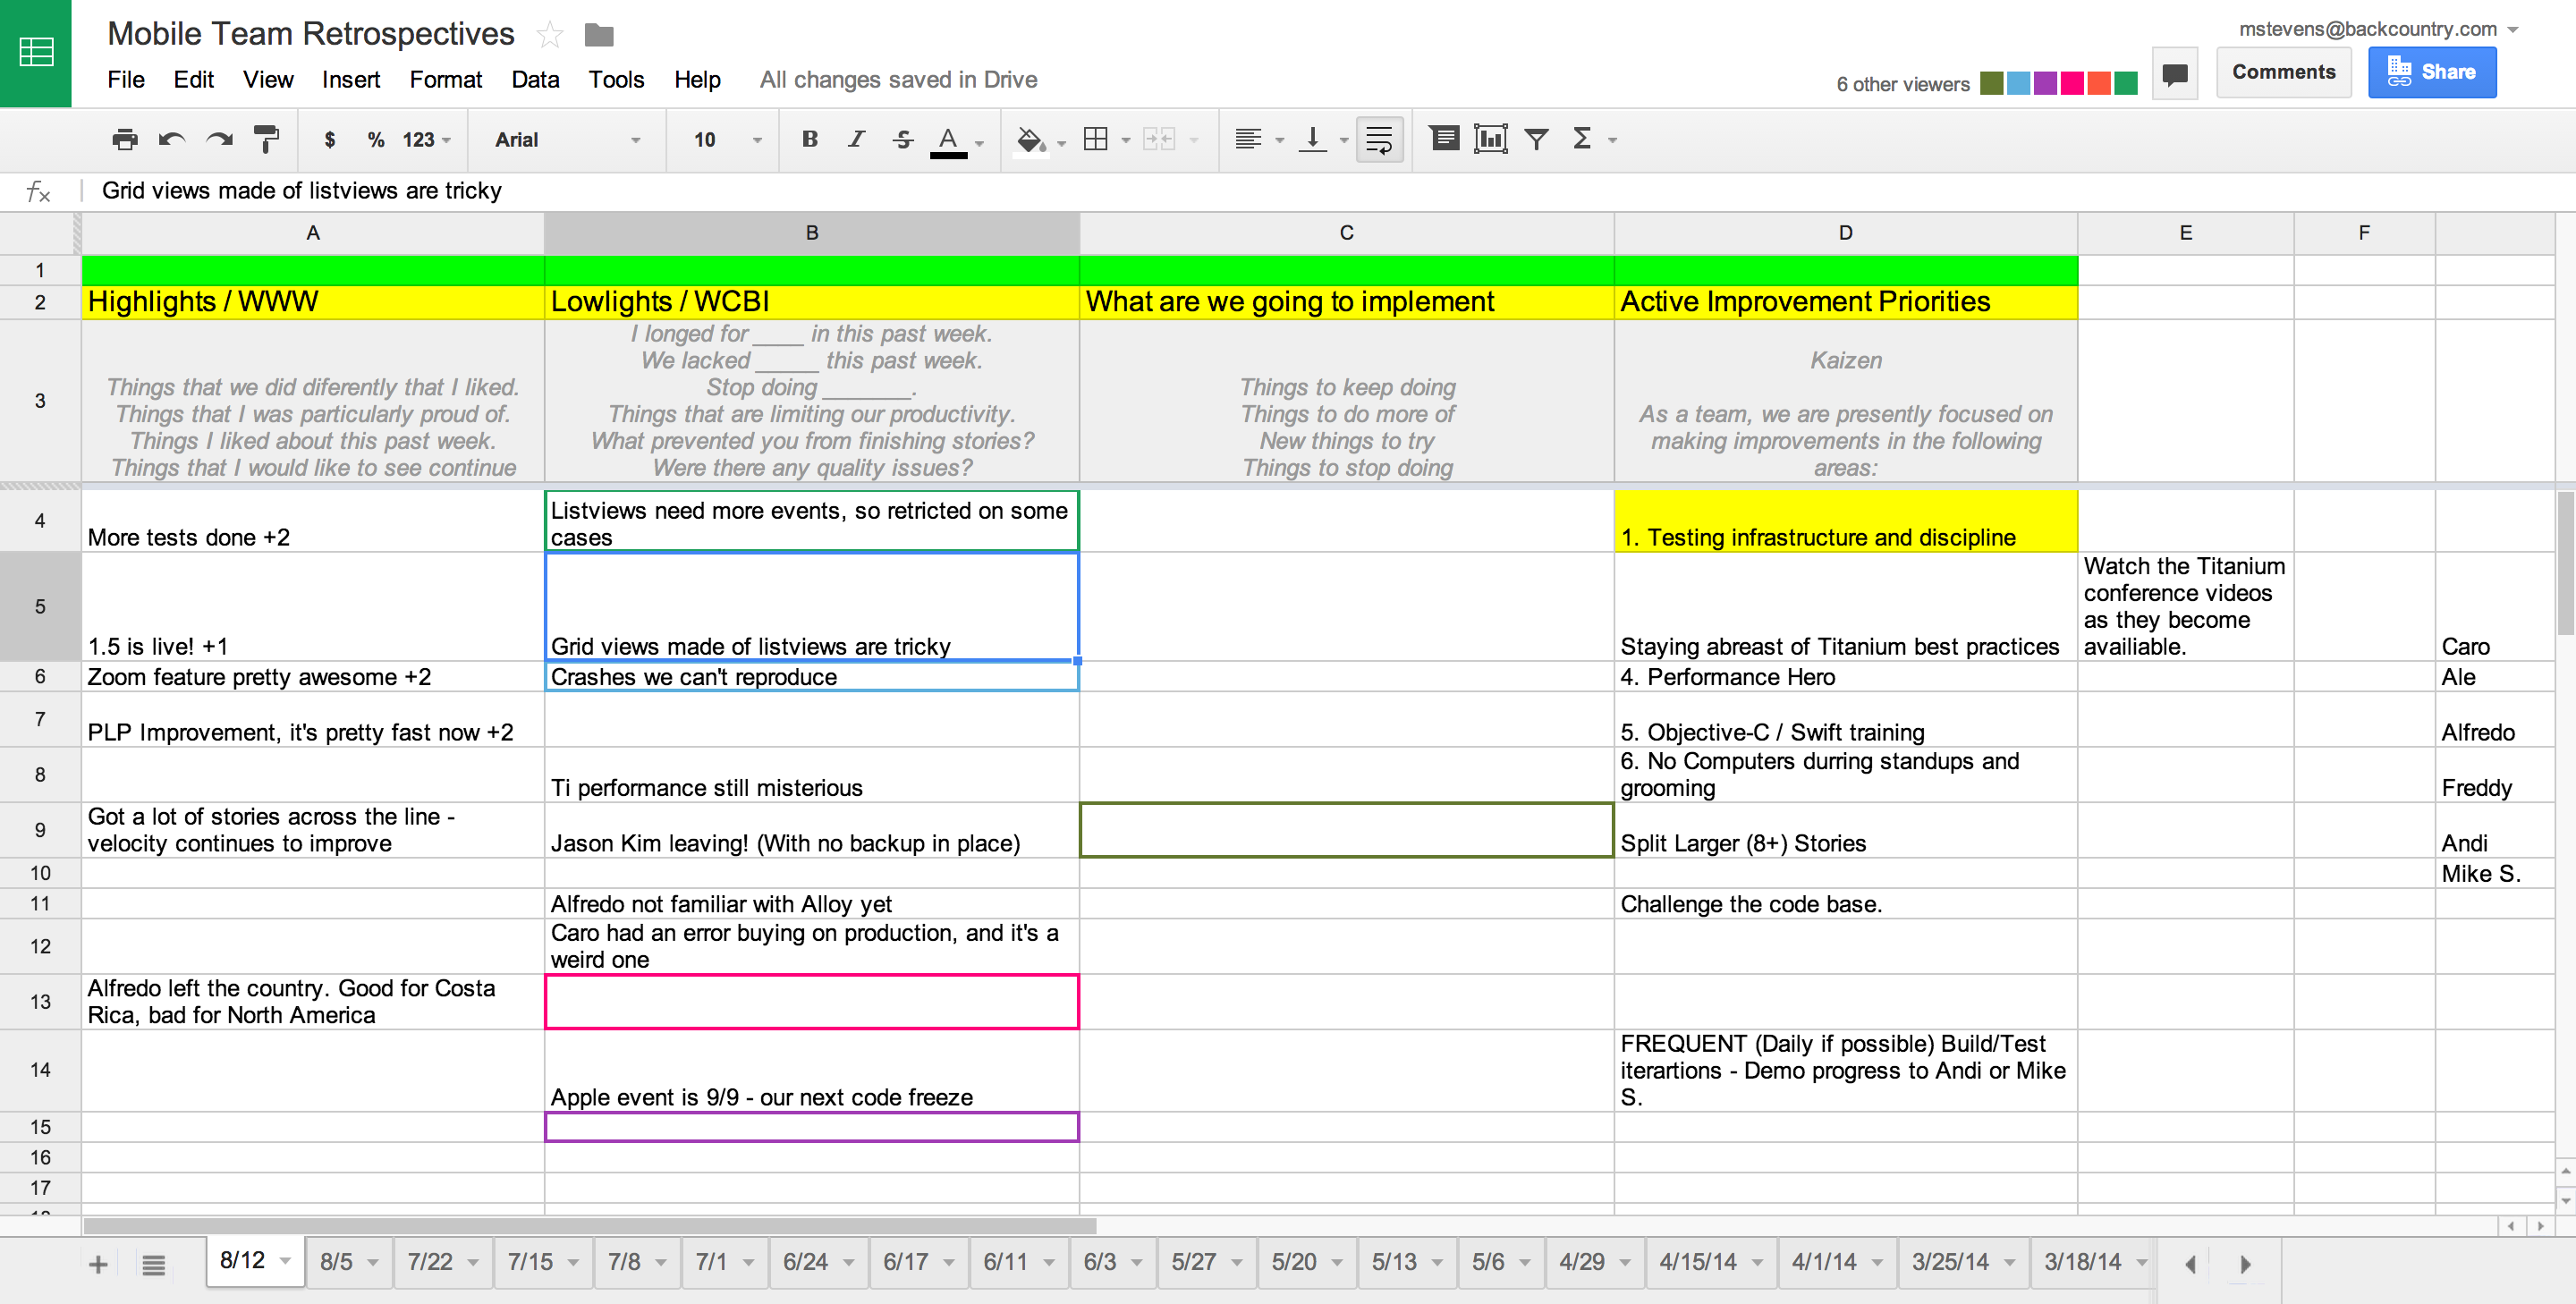 Mobile Team Retrospectives
mstevens@backcountry.com
File Edit View Insert Format Data Tools Help All changes saved in Drive
6 other viewers
Comments
Share
$ % 123 Arial 10 B I S A Σ
fx Grid views made of listviews are tricky
A B C D E F
1
2 Highlights / WWW Lowlights / WCBI What are we going to implement Active Improvement Priorities
3
Things that we did diferently that I liked.
Things that I was particularly proud of.
Things I liked about this past week.
Things that I would like to see continue
I longed for ____ in this past week.
We lacked _____ this past week.
Stop doing _______.
Things that are limiting our productivity.
What prevented you from finishing stories?
Were there any quality issues?
Things to keep doing
Things to do more of
New things to try
Things to stop doing
Kaizen
As a team, we are presently focused on
making improvements in the following
areas:
4
More tests done +2
Listviews need more events, so retricted on some
cases
1. Testing infrastructure and discipline
5
1.5 is live! +1
Grid views made of listviews are tricky
Staying abreast of Titanium best practices
Watch the Titanium
conference videos
as they become
availiable.
Caro
6 Zoom feature pretty awesome +2 Crashes we can't reproduce 4. Performance Hero Ale
7 PLP Improvement, it's pretty fast now +2 5. Objective-C / Swift training Alfredo
8
Ti performance still misterious
6. No Computers durring standups and
grooming
Freddy
9
Got a lot of stories across the line -
velocity continues to improve
Jason Kim leaving! (With no backup in place)
Split Larger (8+) Stories
Andi
10 Mike S.
11 Alfredo not familiar with Alloy yet Challenge the code base.
12
Caro had an error buying on production, and it's a
weird one
13
Alfredo left the country. Good for Costa
Rica, bad for North America
14
Apple event is 9/9 - our next code freeze
FREQUENT (Daily if possible) Build/Test
iterartions - Demo progress to Andi or Mike
S.
15
16
17
8/12 8/5 7/22 7/15 7/8 7/1 6/24 6/17 6/11 6/3 5/27 5/20 5/13 5/6 4/29 4/15/14 4/1/14 3/25/14 3/18/14